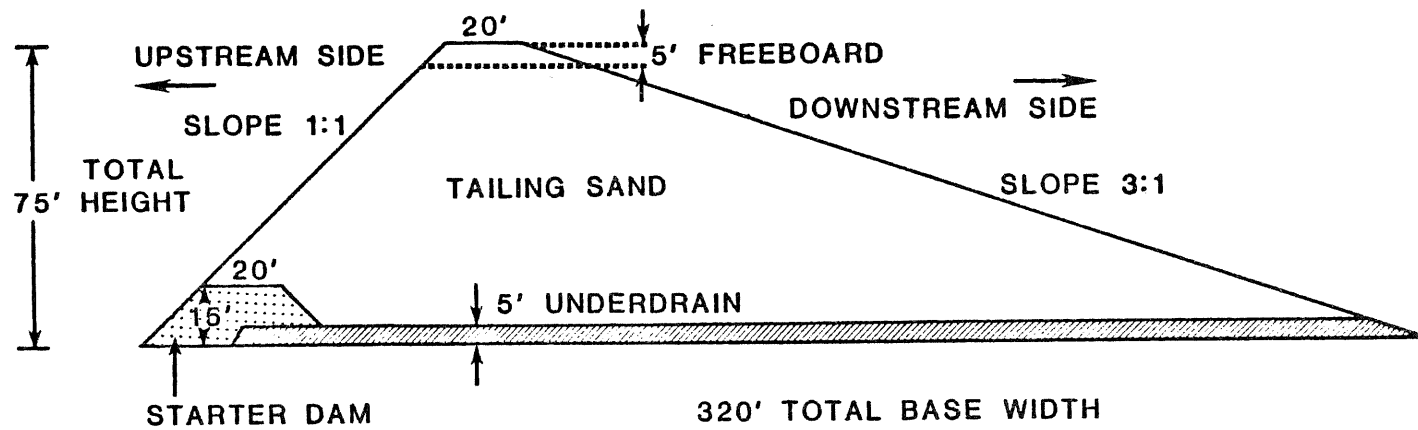 20'
UPSTREAM SIDE
5' FREEBOARD
DOWNSTREAM SIDE
SLOPE 1:1
TOTAL
75' HEIGHT
TAILING SAND
SLOPE 3:1
20'
15'
5' UNDERDRAIN
STARTER DAM
320' TOTAL BASE WIDTH